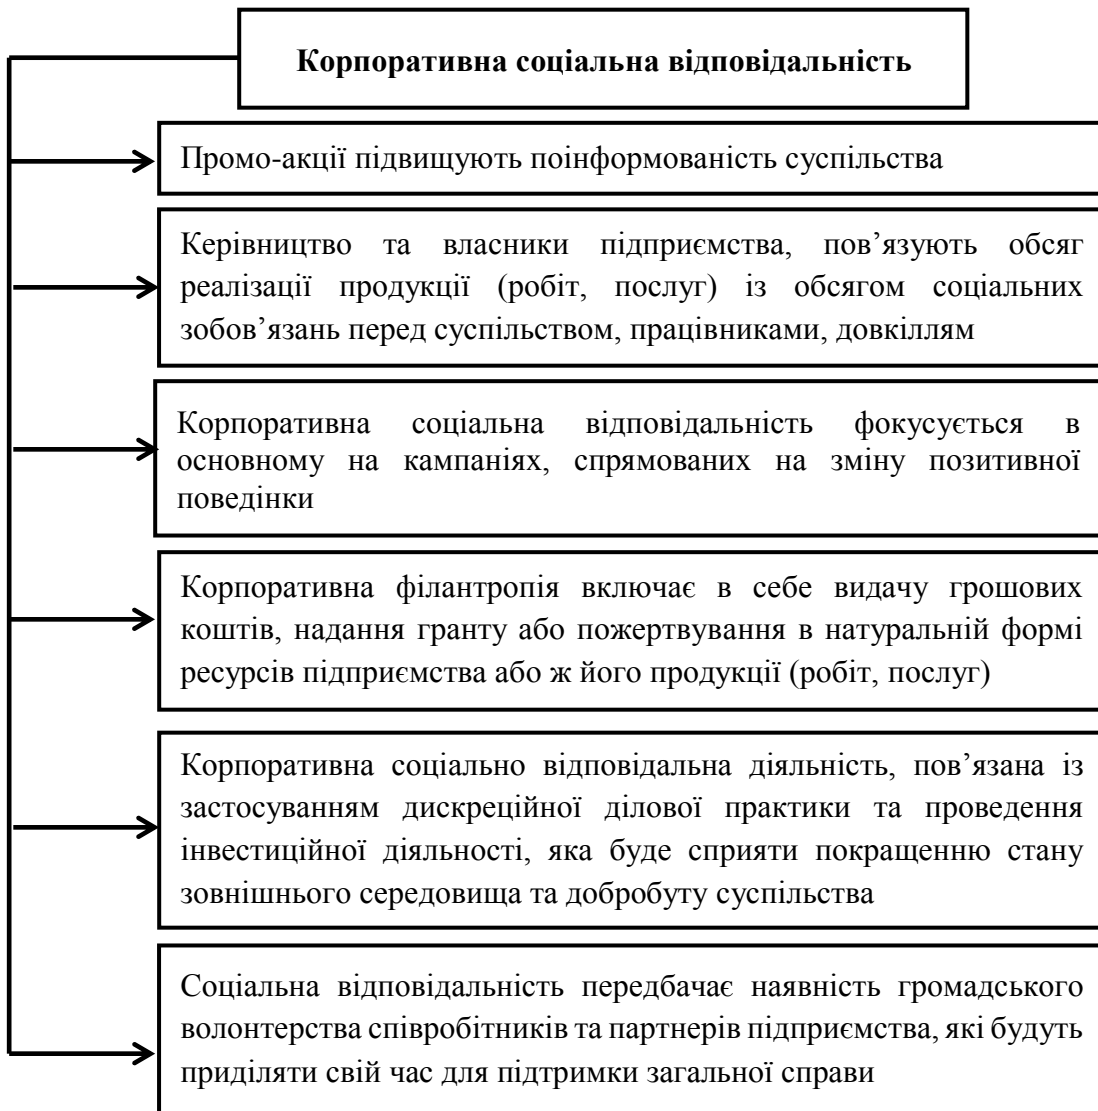 Корпоративна соціальна відповідальність
Промо-акції підвищують поінформованість суспільства
Керівництво та власники підприємства, пов’язують обсяг
реалізації продукції (робіт, послуг) із обсягом соціальних
зобов’язань перед суспільством, працівниками, довкіллям
Корпоративна соціальна відповідальність фокусується в
основному на кампаніях, спрямованих на зміну позитивної
поведінки
Корпоративна філантропія включає в себе видачу грошових
коштів, надання гранту або пожертвування в натуральній формі
ресурсів підприємства або ж його продукції (робіт, послуг)
Корпоративна соціально відповідальна діяльність, пов’язана із
застосуванням дискреційної ділової практики та проведення
інвестиційної діяльності, яка буде сприяти покращенню стану
зовнішнього середовища та добробуту суспільства
Соціальна відповідальність передбачає наявність громадського
волонтерства співробітників та партнерів підприємства, які будуть
приділяти свій час для підтримки загальної справи